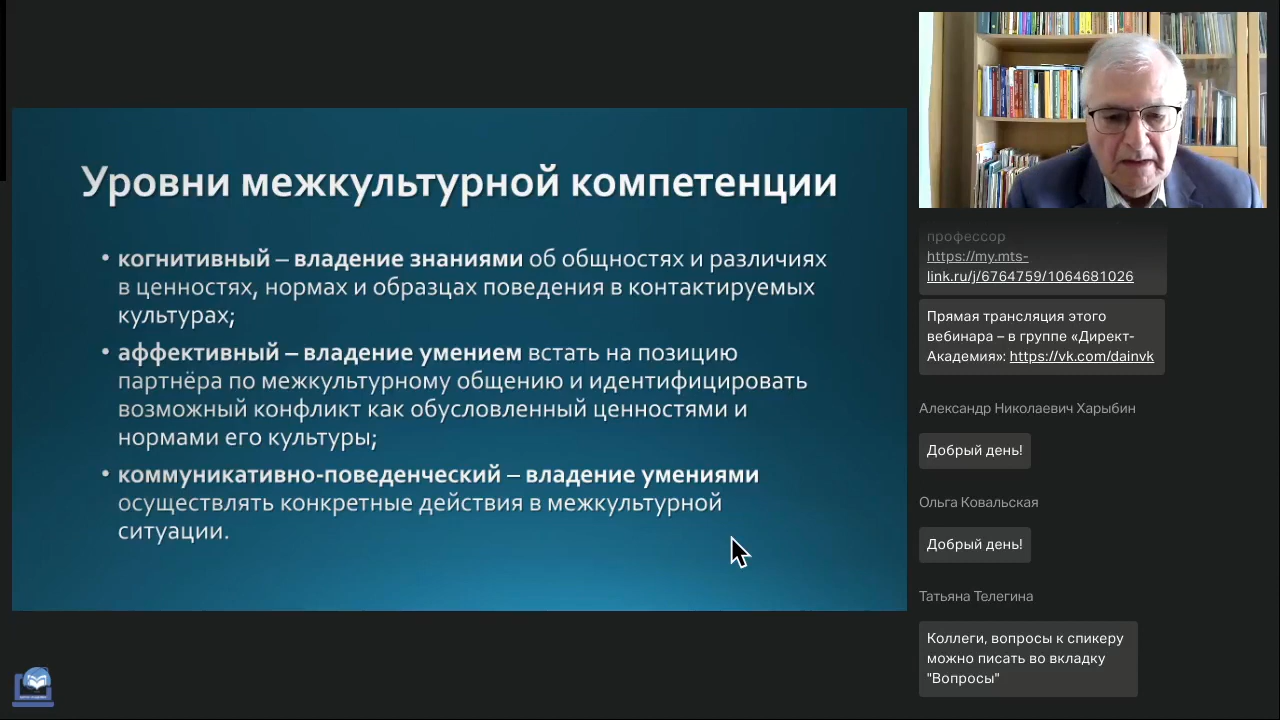 Уровни межкультурной компетенции
• когнитивный – владение знаниями об общностях и различиях
в ценностях, нормах и образцах поведения в контактируемых
культурах;
• аффективный – владение умением встать на позицию
партнёра по межкультурному общению и идентифицировать
возможный конфликт как обусловленный ценностями и
нормами его культуры;
• коммуникативно-поведенческий – владение умениями
осуществлять конкретные действия в межкультурной
ситуации.
профессор
https://my.mts-
link.ru/j/6764759/1064681026
Прямая трансляция этого
вебинара – в группе «Директ-
Академия»: https://vk.com/dainvk
Александр Николаевич Харыбин
Добрый день!
Ольга Ковальская
Добрый день!
Татьяна Телегина
Коллеги, вопросы к спикеру
можно писать во вкладку
"Вопросы"